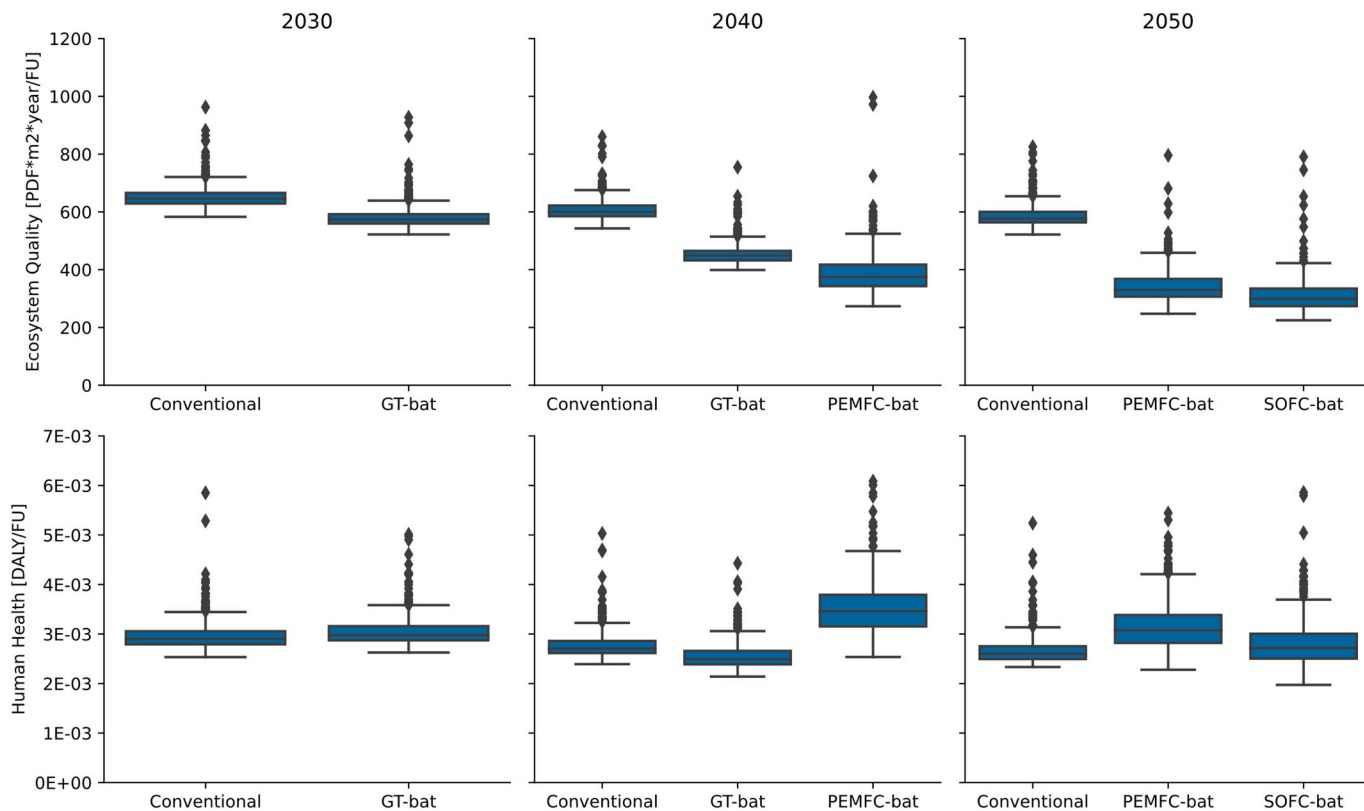 2030
2040
2050
Ecosystem Quality [PDF*m2*year/FU]
1200
1000
800
600
400
200
0
Conventional
GT-bat
Conventional
GT-bat
PEMFC-bat
Conventional
PEMFC-bat
SOFC-bat
Human Health [DALY/FU]
7E-03
6E-03
5E-03
4E-03
3E-03
2E-03
1E-03
0E+00
Conventional
GT-bat
Conventional
GT-bat
PEMFC-bat
Conventional
PEMFC-bat
SOFC-bat